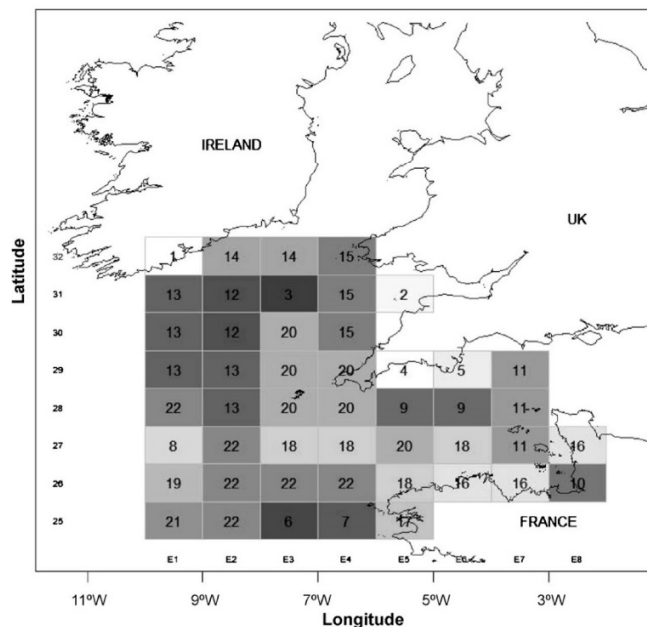 IRELAND
UK
Latitude
32 1 14 14 15
31 13 12 3 15 2
30 13 12 20 15
29 13 13 20 20 4 5 11
28 22 13 20 20 9 9 11
27 8 22 18 18 20 18 11 16
26 19 22 22 22 18 16 16 10
25 21 22 6 7 17
FRANCE
E1 E2 E3 E4 E5 E6 E7 E8
11ºW 9ºW 7ºW 5ºW 3ºW
Longitude